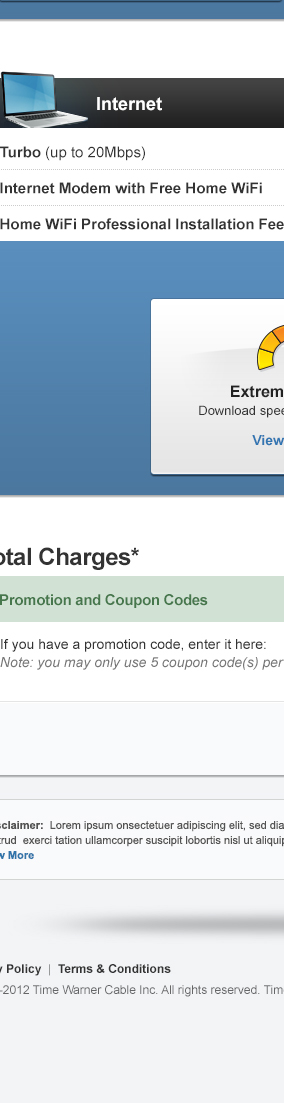 Internet
Turbo (up to 20Mbps)
Internet Modem with Free Home WiFi
Home WiFi Professional Installation Fee
Extrem
Download spee
View
otal Charges*
Promotion and Coupon Codes
If you have a promotion code, enter it here:
Note: you may only use 5 coupon code(s) per
sclaimer: Lorem ipsum onsectetuer adipiscing elit, sed dia
trud exerci tation ullamcorper suscipit lobortis nisl ut aliquip
w More
y Policy | Terms & Conditions
-2012 Time Warner Cable Inc. All rights reserved. Tim